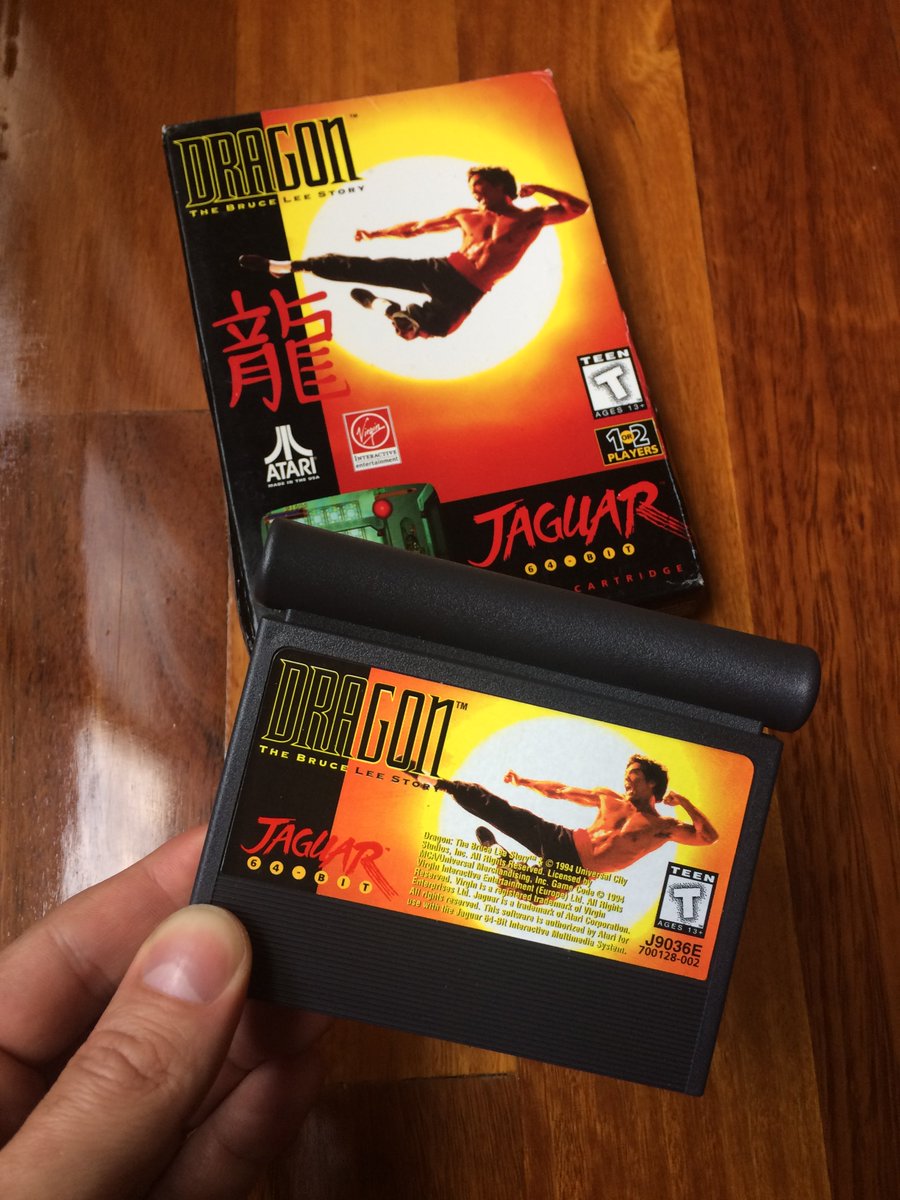 DRAGON™
THE BRUCE LEE STORY
龍
TEEN
T
AGES 13+
1 OR 2
PLAYERS
ATARI
MADE IN THE USA
Virgin
INTERACTIVE
entertainment
JAGUAR
64-BIT
CARTRIDGE
DRAGON™
THE BRUCE LEE STORY
JAGUAR™
64-BIT
Dragon: The Bruce Lee Story™ & © 1994 Universal City
Studios, Inc. All Rights Reserved. Licensed by
MCA/Universal Merchandising, Inc. Game Code © 1994
Virgin Interactive Entertainment (Europe) Ltd. All Rights
Reserved. Virgin is a registered trademark of Virgin
Enterprises Ltd. Jaguar is a trademark of Atari Corporation.
All rights reserved. This software is authorized by Atari for
use with the Jaguar 64-Bit Interactive Multimedia System.
TEEN
T
AGES 13+
J9036E
700128-002